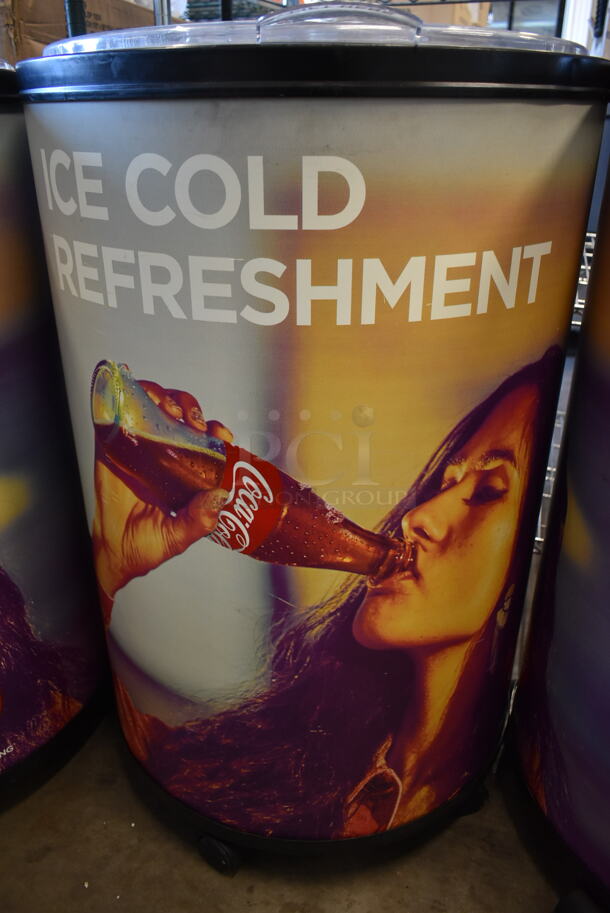 ICE COLD
REFRESHMENT
Coca-Cola
PCI
GROUP